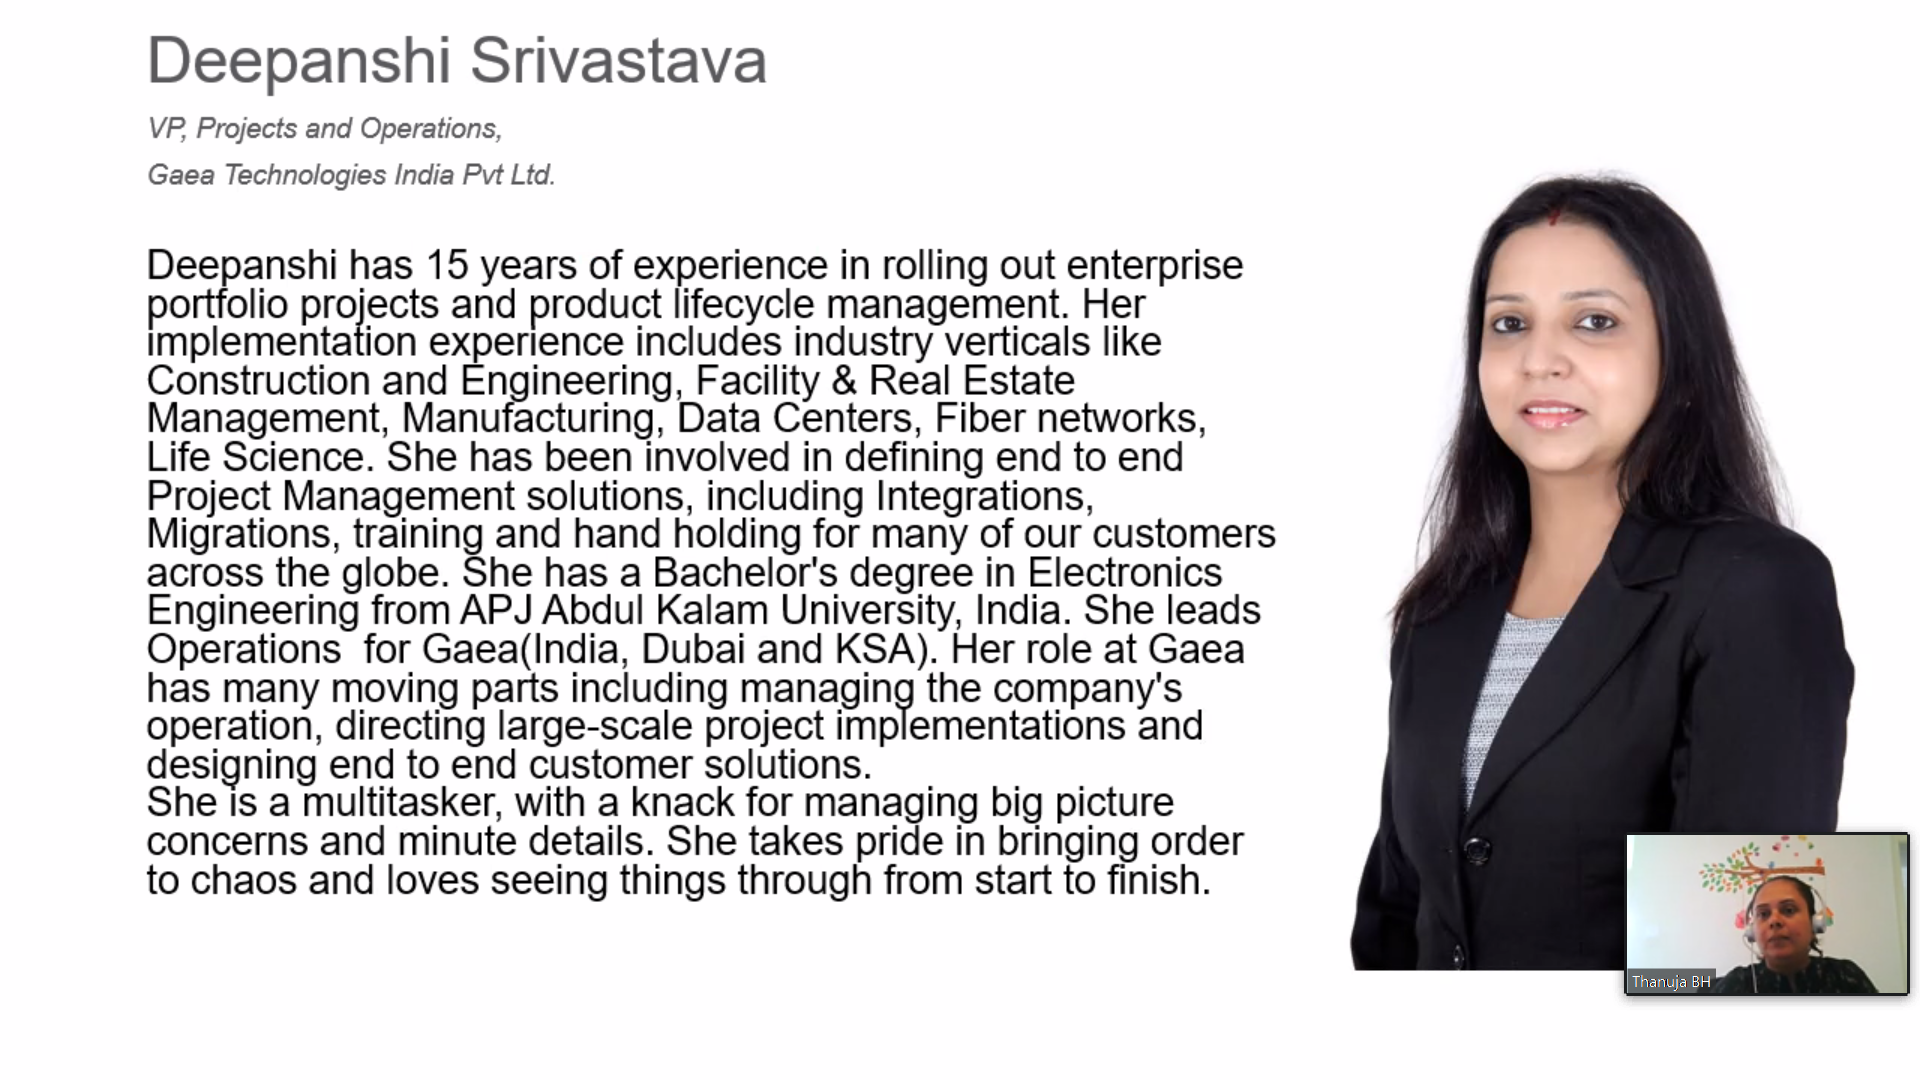 Deepanshi Srivastava
VP, Projects and Operations,
Gaea Technologies India Pvt Ltd.
Deepanshi has 15 years of experience in rolling out enterprise
portfolio projects and product lifecycle management. Her
implementation experience includes industry verticals like
Construction and Engineering, Facility & Real Estate
Management, Manufacturing, Data Centers, Fiber networks,
Life Science. She has been involved in defining end to end
Project Management solutions, including Integrations,
Migrations, training and hand holding for many of our customers
across the globe. She has a Bachelor's degree in Electronics
Engineering from APJ Abdul Kalam University, India. She leads
Operations  for Gaea(India, Dubai and KSA). Her role at Gaea
has many moving parts including managing the company's
operation, directing large-scale project implementations and
designing end to end customer solutions.
She is a multitasker, with a knack for managing big picture
concerns and minute details. She takes pride in bringing order
to chaos and loves seeing things through from start to finish.
Thanuja BH